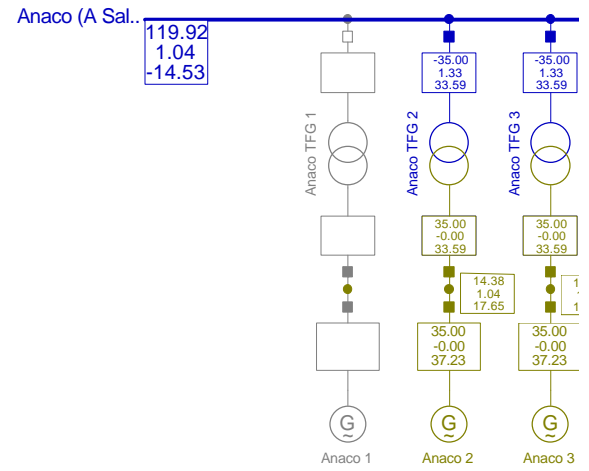 Anaco (A Sal..
119.92
1.04
-14.53
-35.00
1.33
33.59
-35.00
1.33
33.59
Anaco TFG 1
Anaco TFG 2
Anaco TFG 3
35.00
-0.00
33.59
35.00
-0.00
33.59
14.38
1.04
17.65
1
1
35.00
-0.00
37.23
35.00
-0.00
37.23
G
~
G
~
G
~
Anaco 1
Anaco 2
Anaco 3